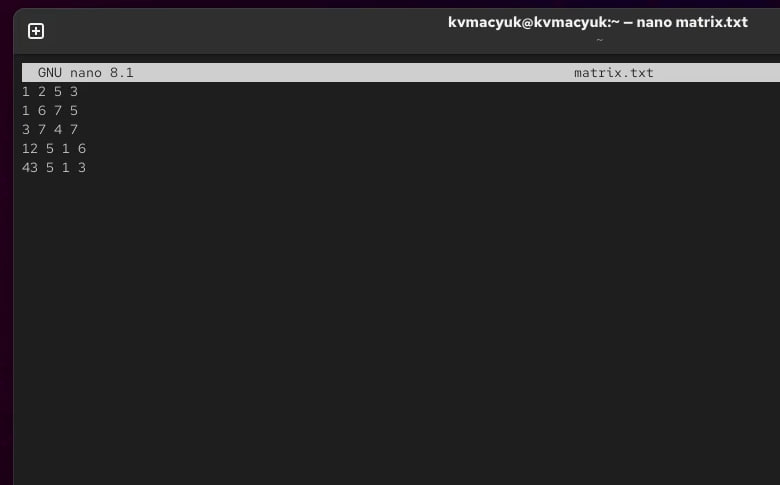 kvmacyuk@kvmacyuk:~ — nano matrix.txt
~
GNU nano 8.1 matrix.txt
1 2 5 3
1 6 7 5
3 7 4 7
12 5 1 6
43 5 1 3